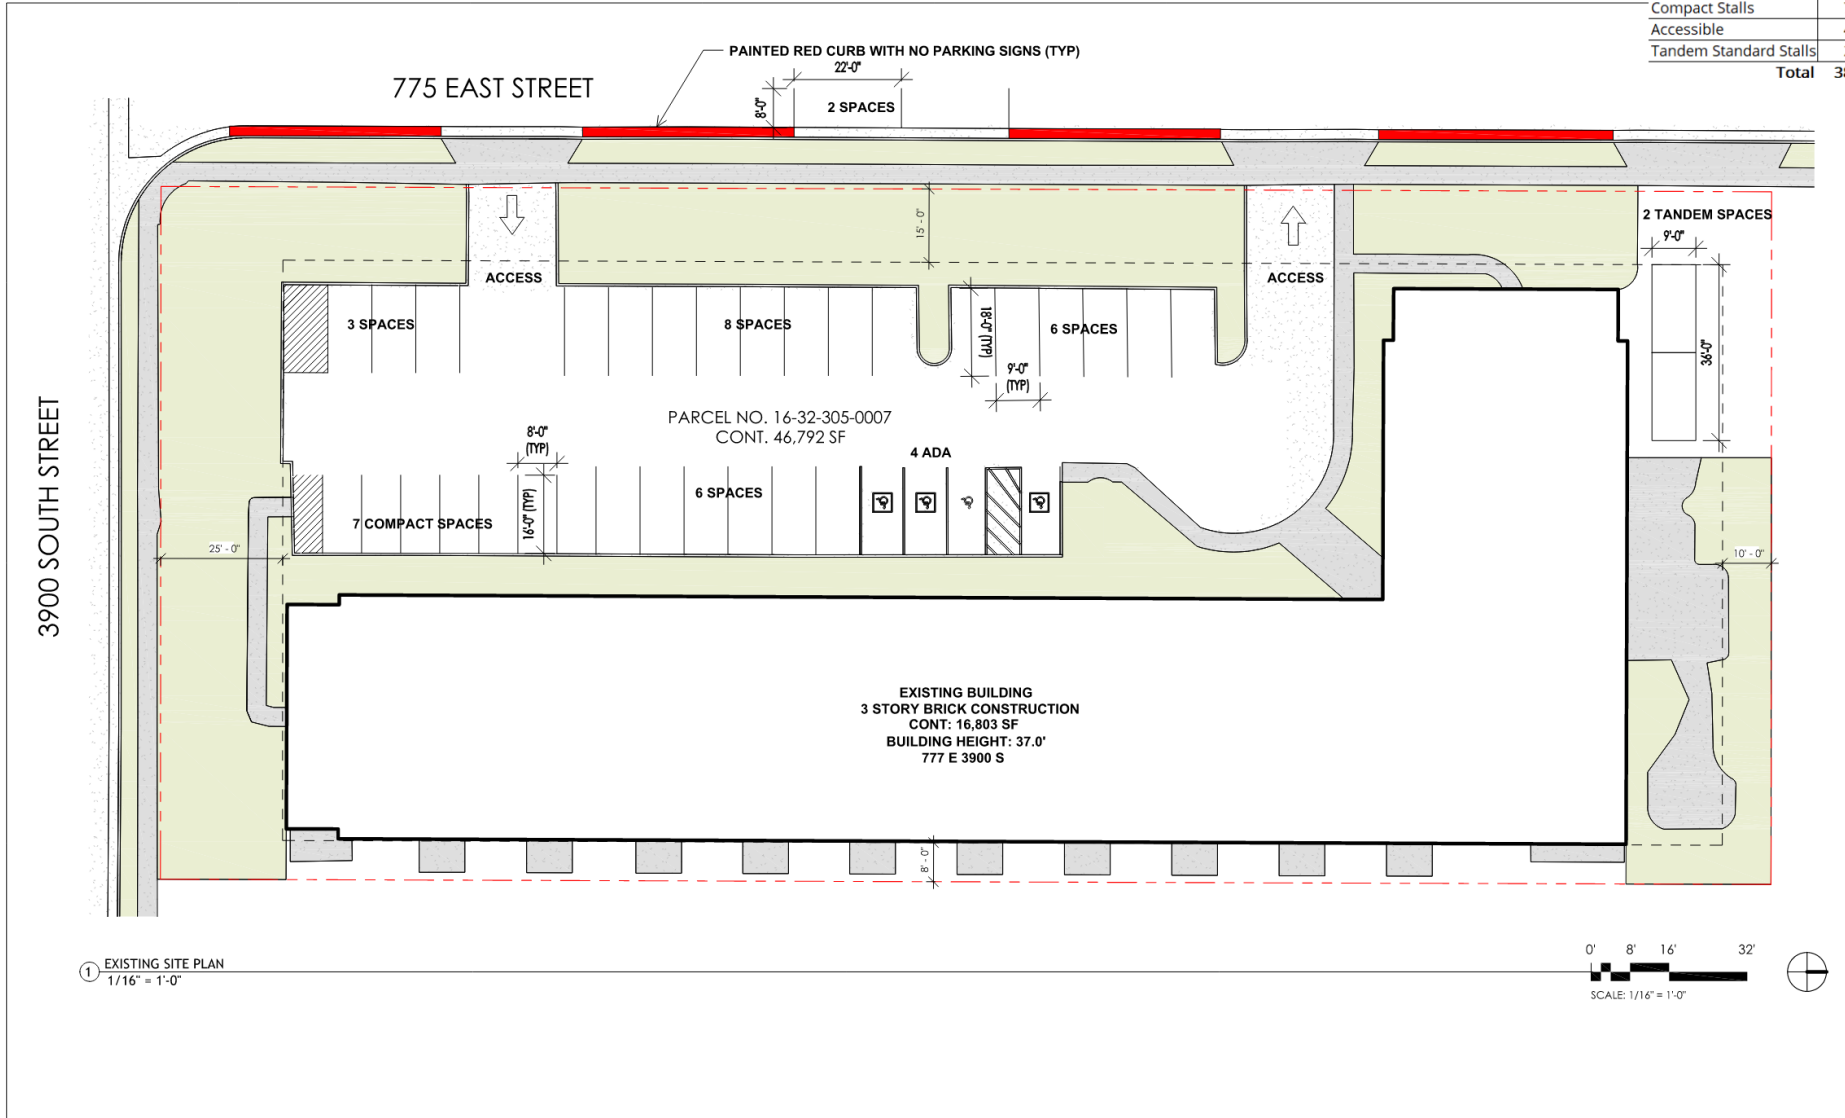 Compact Stalls
Accessible
Tandem Standard Stalls
Total 38
PAINTED RED CURB WITH NO PARKING SIGNS (TYP)
775 EAST STREET
22'-0"
8'-0"
2 SPACES
2 TANDEM SPACES
9'-0"
15' - 0"
ACCESS
ACCESS
3 SPACES
8 SPACES
18'-0" (TYP)
6 SPACES
36'-0"
9'-0"
(TYP)
PARCEL NO. 16-32-305-0007
CONT. 46,792 SF
8'-0"
(TYP)
4 ADA
3900 SOUTH STREET
6 SPACES
16'-0" (TYP)
7 COMPACT SPACES
25' - 0"
10' - 0"
EXISTING BUILDING
3 STORY BRICK CONSTRUCTION
CONT: 16,803 SF
BUILDING HEIGHT: 37.0'
777 E 3900 S
8' - 0"
1 EXISTING SITE PLAN
1/16" = 1'-0"
0' 8' 16' 32'
SCALE: 1/16" = 1'-0"